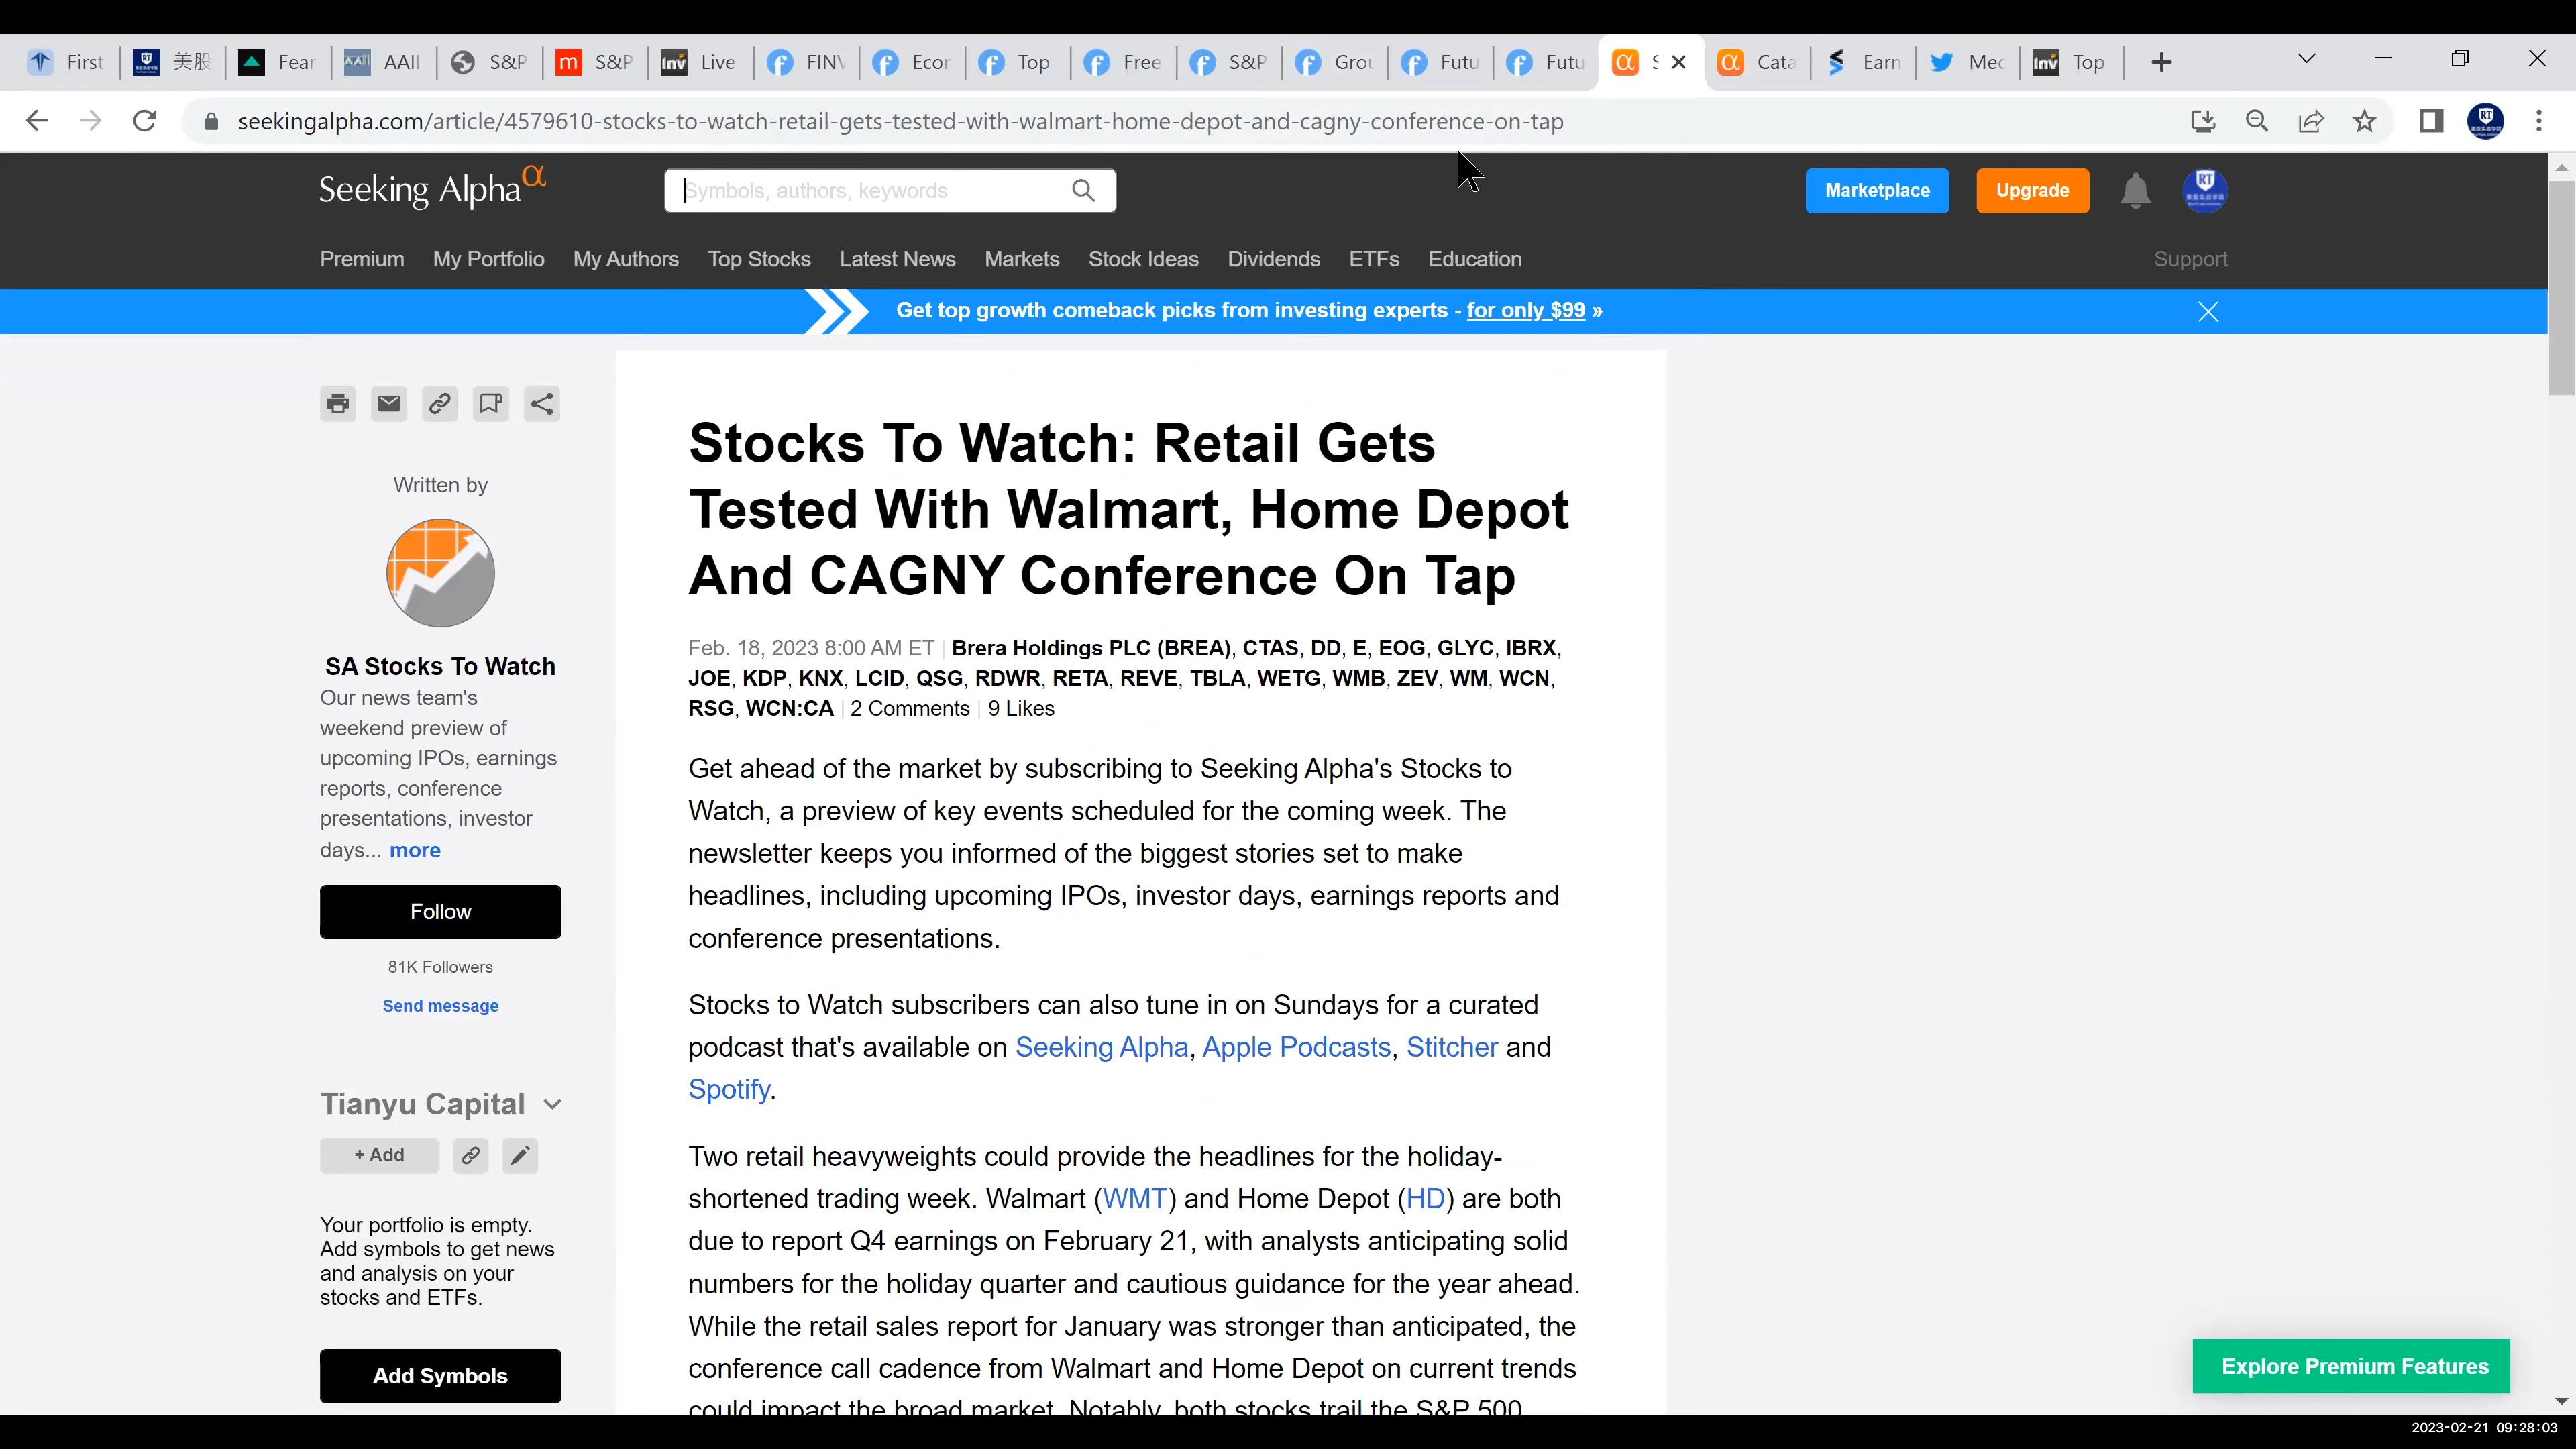 First
美股
Fear
AAII
S&P
S&P
Live
FINV
Econ
Top
Free
S&P
Grou
Futu
Futu
S
Cata
Earn
Mec
Top
seekingalpha.com/article/4579610-stocks-to-watch-retail-gets-tested-with-walmart-home-depot-and-cagny-conference-on-tap
Seeking Alpha α
Symbols, authors, keywords
Marketplace
Upgrade
Premium My Portfolio My Authors Top Stocks Latest News Markets Stock Ideas Dividends ETFs Education
Support
Get top growth comeback picks from investing experts - for only $99 »
Written by
SA Stocks To Watch
Our news team's
weekend preview of
upcoming IPOs, earnings
reports, conference
presentations, investor
days... more
Follow
81K Followers
Send message
Tianyu Capital
+ Add
Your portfolio is empty.
Add symbols to get news
and analysis on your
stocks and ETFs.
Add Symbols
Stocks To Watch: Retail Gets
Tested With Walmart, Home Depot
And CAGNY Conference On Tap
Feb. 18, 2023 8:00 AM ET | Brera Holdings PLC (BREA), CTAS, DD, E, EOG, GLYC, IBRX,
JOE, KDP, KNX, LCID, QSG, RDWR, RETA, REVE, TBLA, WETG, WMB, ZEV, WM, WCN,
RSG, WCN:CA | 2 Comments | 9 Likes
Get ahead of the market by subscribing to Seeking Alpha's Stocks to
Watch, a preview of key events scheduled for the coming week. The
newsletter keeps you informed of the biggest stories set to make
headlines, including upcoming IPOs, investor days, earnings reports and
conference presentations.
Stocks to Watch subscribers can also tune in on Sundays for a curated
podcast that's available on Seeking Alpha, Apple Podcasts, Stitcher and
Spotify.
Two retail heavyweights could provide the headlines for the holiday-
shortened trading week. Walmart (WMT) and Home Depot (HD) are both
due to report Q4 earnings on February 21, with analysts anticipating solid
numbers for the holiday quarter and cautious guidance for the year ahead.
While the retail sales report for January was stronger than anticipated, the
conference call cadence from Walmart and Home Depot on current trends
could impact the broad market. Notably, both stocks trail the S&P 500
Explore Premium Features
2023-02-21 09:28:03